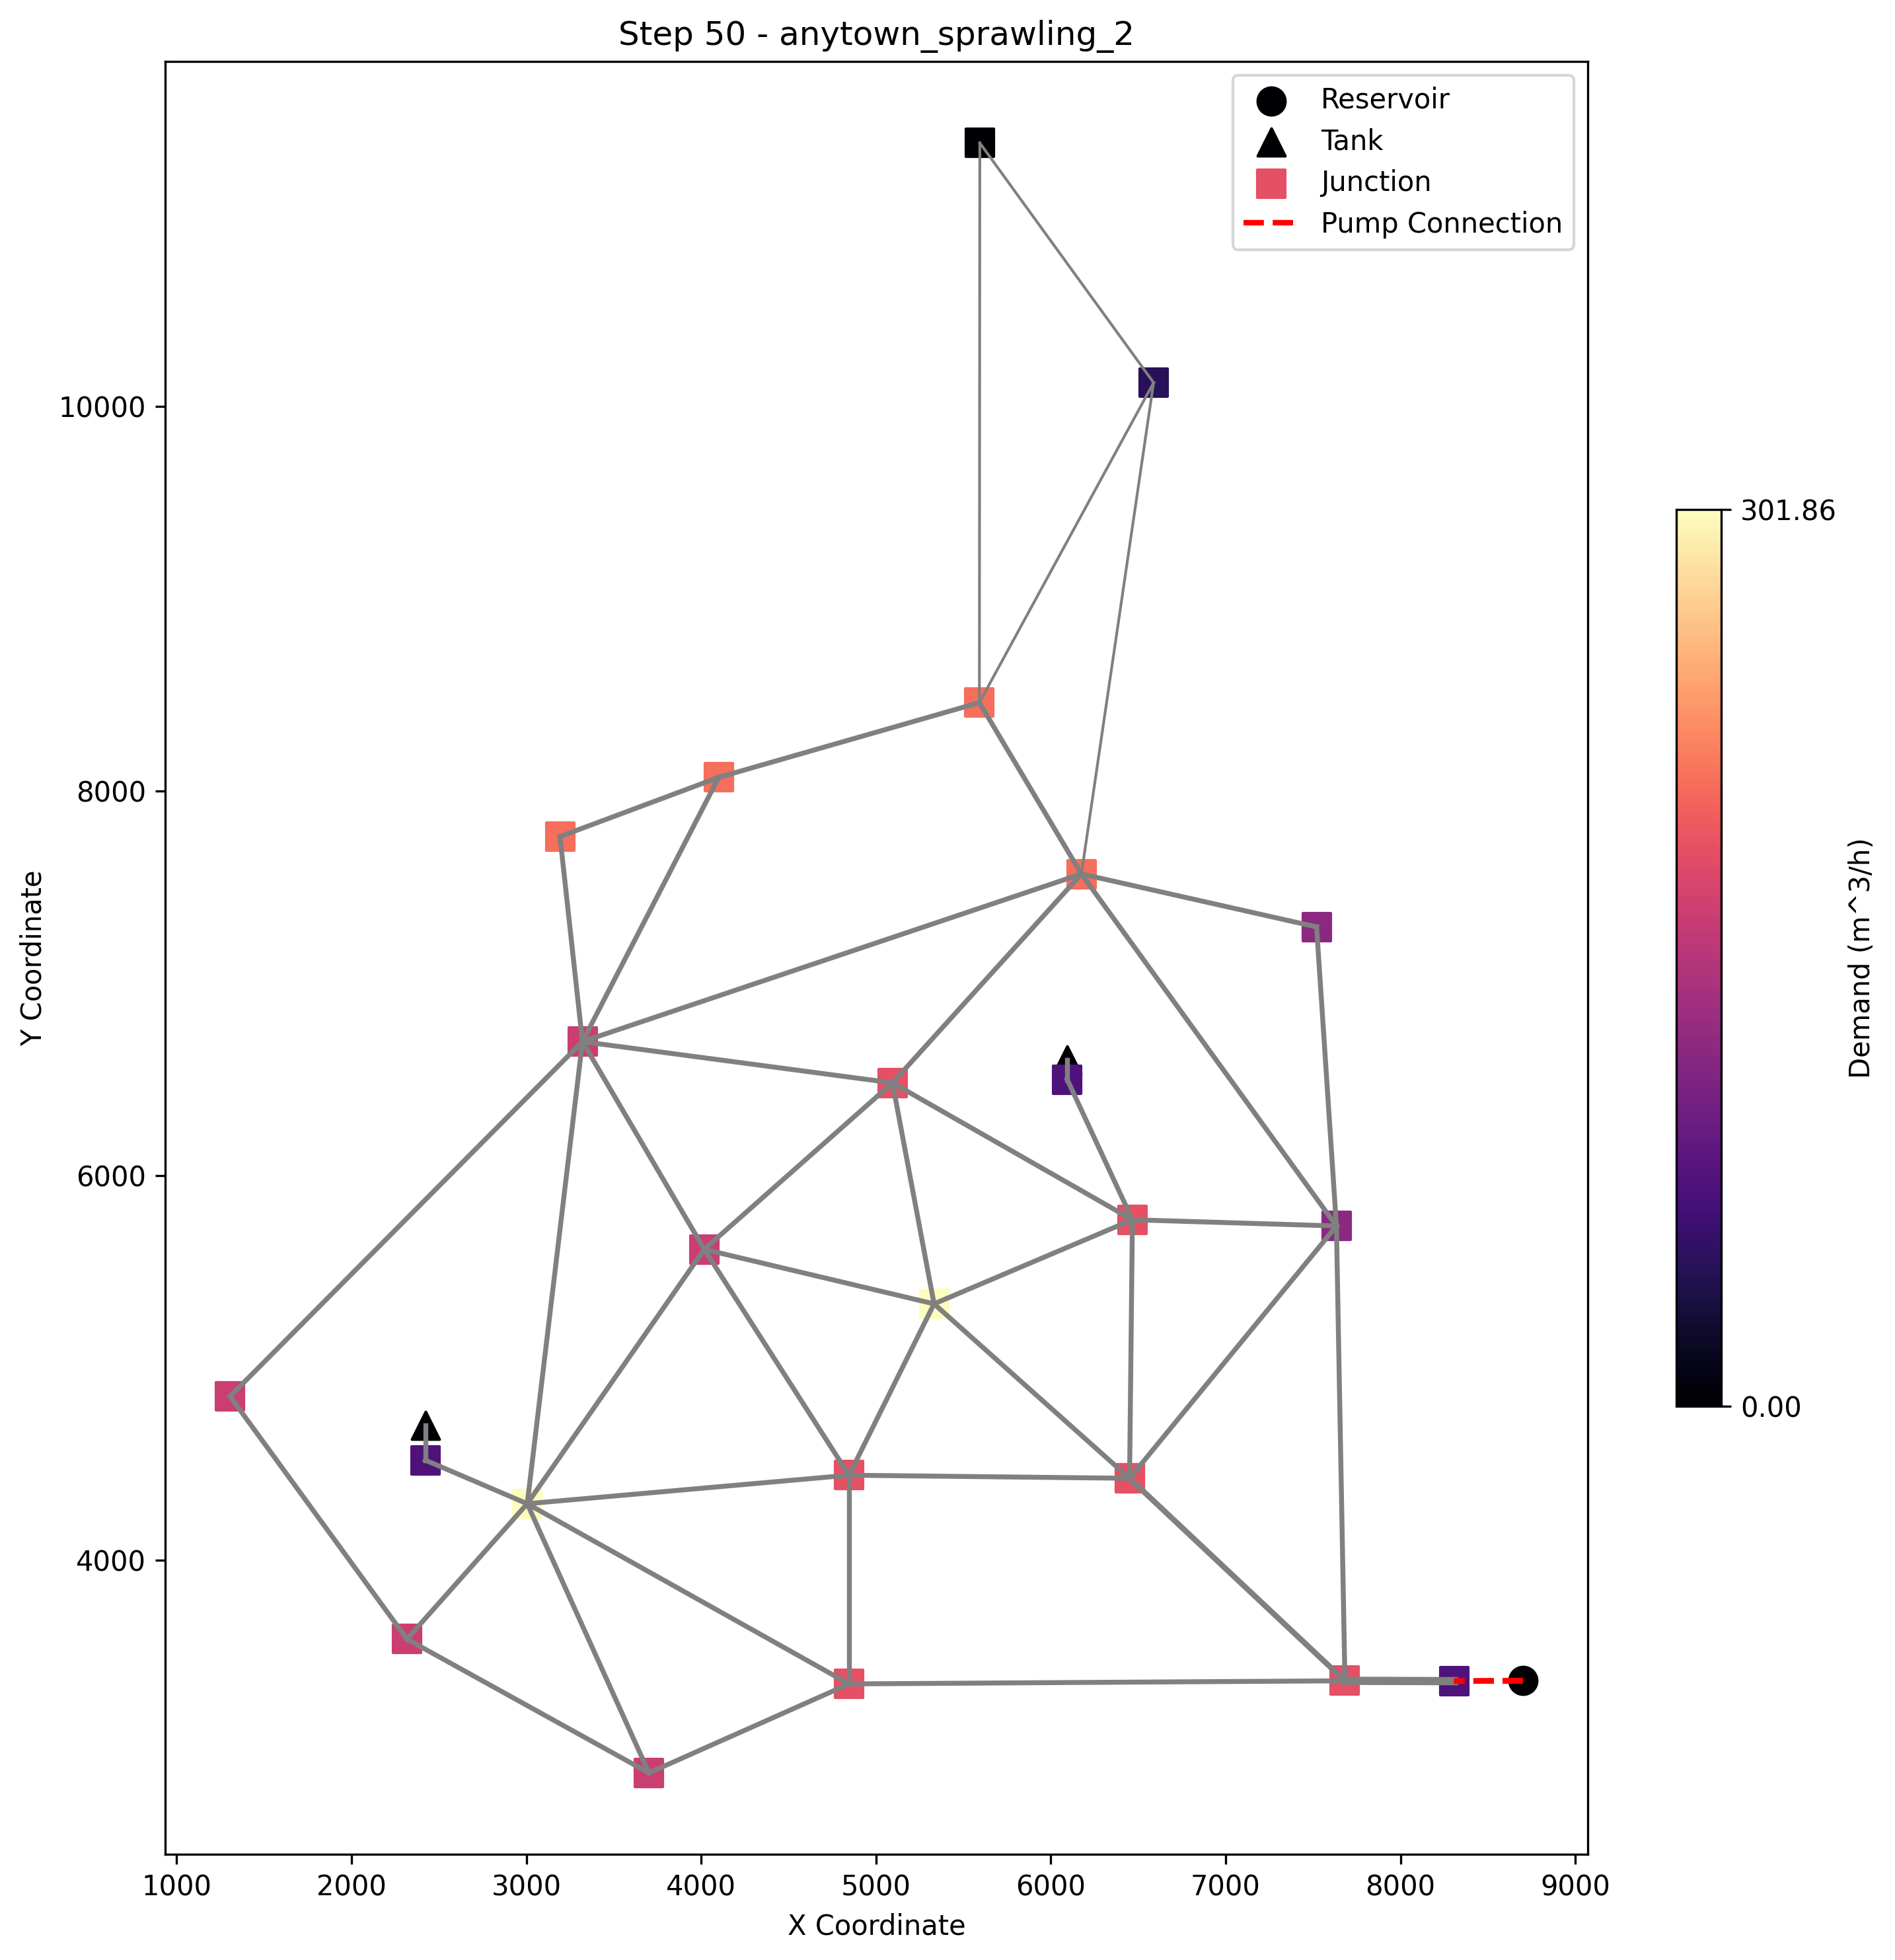 Step 50 - anytown_sprawling_2
Reservoir
Tank
Junction
Pump Connection
10000
8000
6000
4000
Y Coordinate
1000
2000
3000
4000
5000
6000
7000
8000
9000
X Coordinate
301.86
0.00
Demand (m^3/h)